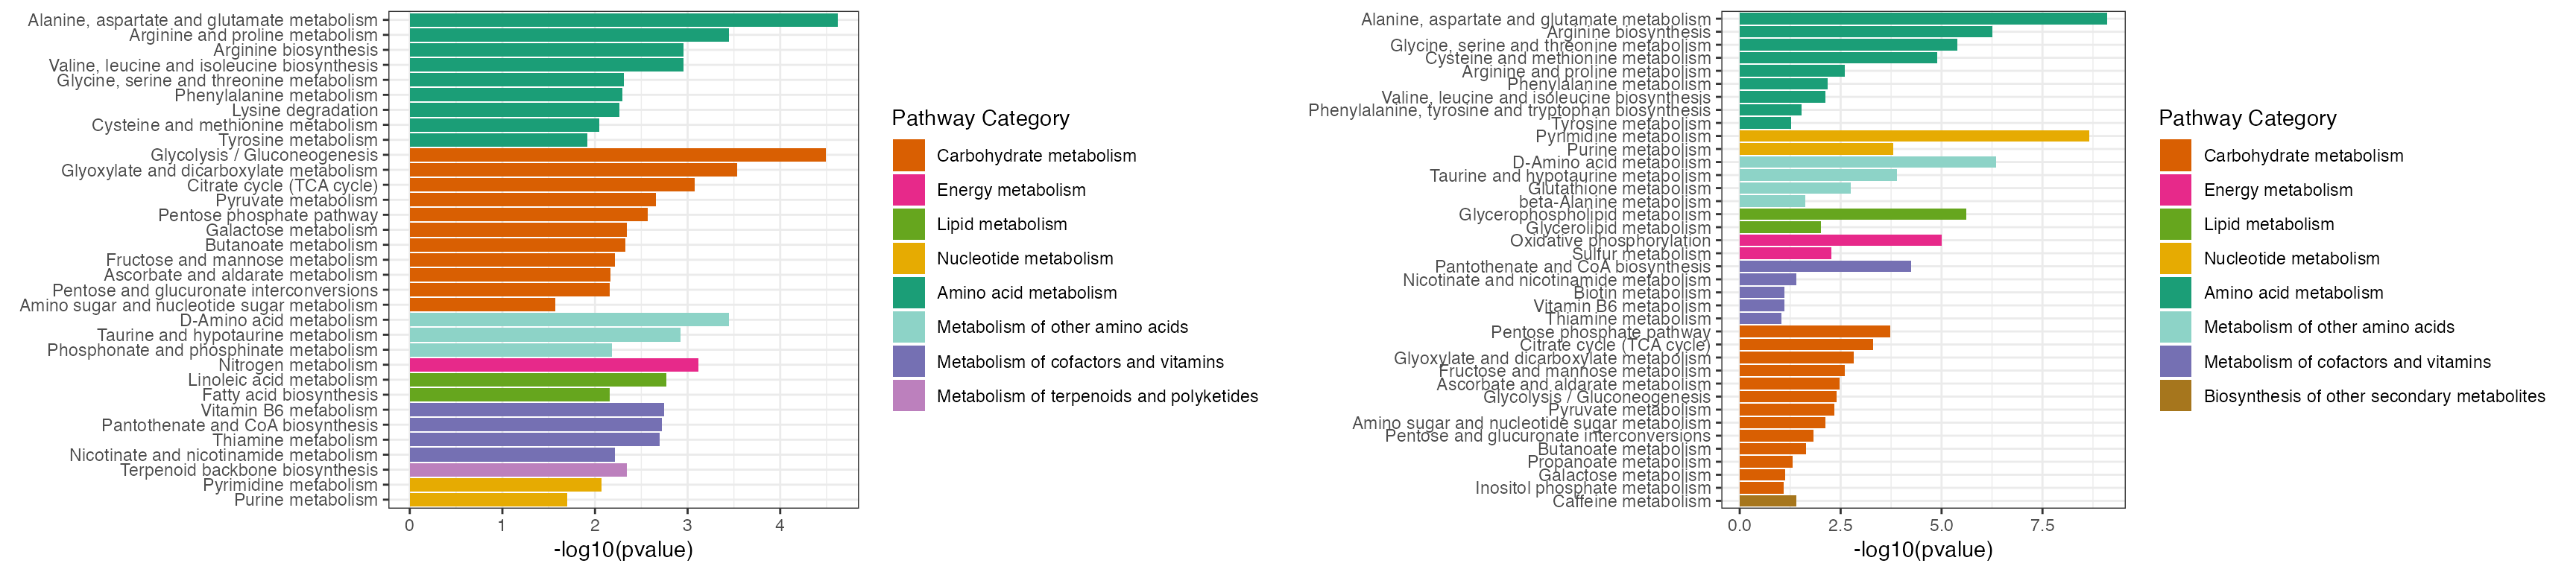 Alanine, aspartate and glutamate metabolism
Arginine and proline metabolism
Arginine biosynthesis
Valine, leucine and isoleucine biosynthesis
Glycine, serine and threonine metabolism
Phenylalanine metabolism
Lysine degradation
Cysteine and methionine metabolism
Tyrosine metabolism
Glycolysis / Gluconeogenesis
Glyoxylate and dicarboxylate metabolism
Citrate cycle (TCA cycle)
Pyruvate metabolism
Pentose phosphate pathway
Galactose metabolism
Butanoate metabolism
Fructose and mannose metabolism
Ascorbate and aldarate metabolism
Pentose and glucuronate interconversions
Amino sugar and nucleotide sugar metabolism
D-Amino acid metabolism
Taurine and hypotaurine metabolism
Phosphonate and phosphinate metabolism
Nitrogen metabolism
Linoleic acid metabolism
Fatty acid biosynthesis
Vitamin B6 metabolism
Pantothenate and CoA biosynthesis
Thiamine metabolism
Nicotinate and nicotinamide metabolism
Terpenoid backbone biosynthesis
Pyrimidine metabolism
Purine metabolism
0 1 2 3 4
-log10(pvalue)
Pathway Category
Carbohydrate metabolism
Energy metabolism
Lipid metabolism
Nucleotide metabolism
Amino acid metabolism
Metabolism of other amino acids
Metabolism of cofactors and vitamins
Metabolism of terpenoids and polyketides
Alanine, aspartate and glutamate metabolism
Arginine biosynthesis
Glycine, serine and threonine metabolism
Cysteine and methionine metabolism
Arginine and proline metabolism
Phenylalanine metabolism
Valine, leucine and isoleucine biosynthesis
Phenylalanine, tyrosine and tryptophan biosynthesis
Tyrosine metabolism
Pyrimidine metabolism
Purine metabolism
D-Amino acid metabolism
Taurine and hypotaurine metabolism
Glutathione metabolism
beta-Alanine metabolism
Glycerophospholipid metabolism
Glycerolipid metabolism
Oxidative phosphorylation
Sulfur metabolism
Pantothenate and CoA biosynthesis
Nicotinate and nicotinamide metabolism
Biotin metabolism
Vitamin B6 metabolism
Thiamine metabolism
Pentose phosphate pathway
Citrate cycle (TCA cycle)
Glyoxylate and dicarboxylate metabolism
Fructose and mannose metabolism
Ascorbate and aldarate metabolism
Glycolysis / Gluconeogenesis
Pyruvate metabolism
Amino sugar and nucleotide sugar metabolism
Pentose and glucuronate interconversions
Butanoate metabolism
Propanoate metabolism
Galactose metabolism
Inositol phosphate metabolism
Caffeine metabolism
0.0 2.5 5.0 7.5
-log10(pvalue)
Pathway Category
Carbohydrate metabolism
Energy metabolism
Lipid metabolism
Nucleotide metabolism
Amino acid metabolism
Metabolism of other amino acids
Metabolism of cofactors and vitamins
Biosynthesis of other secondary metabolites